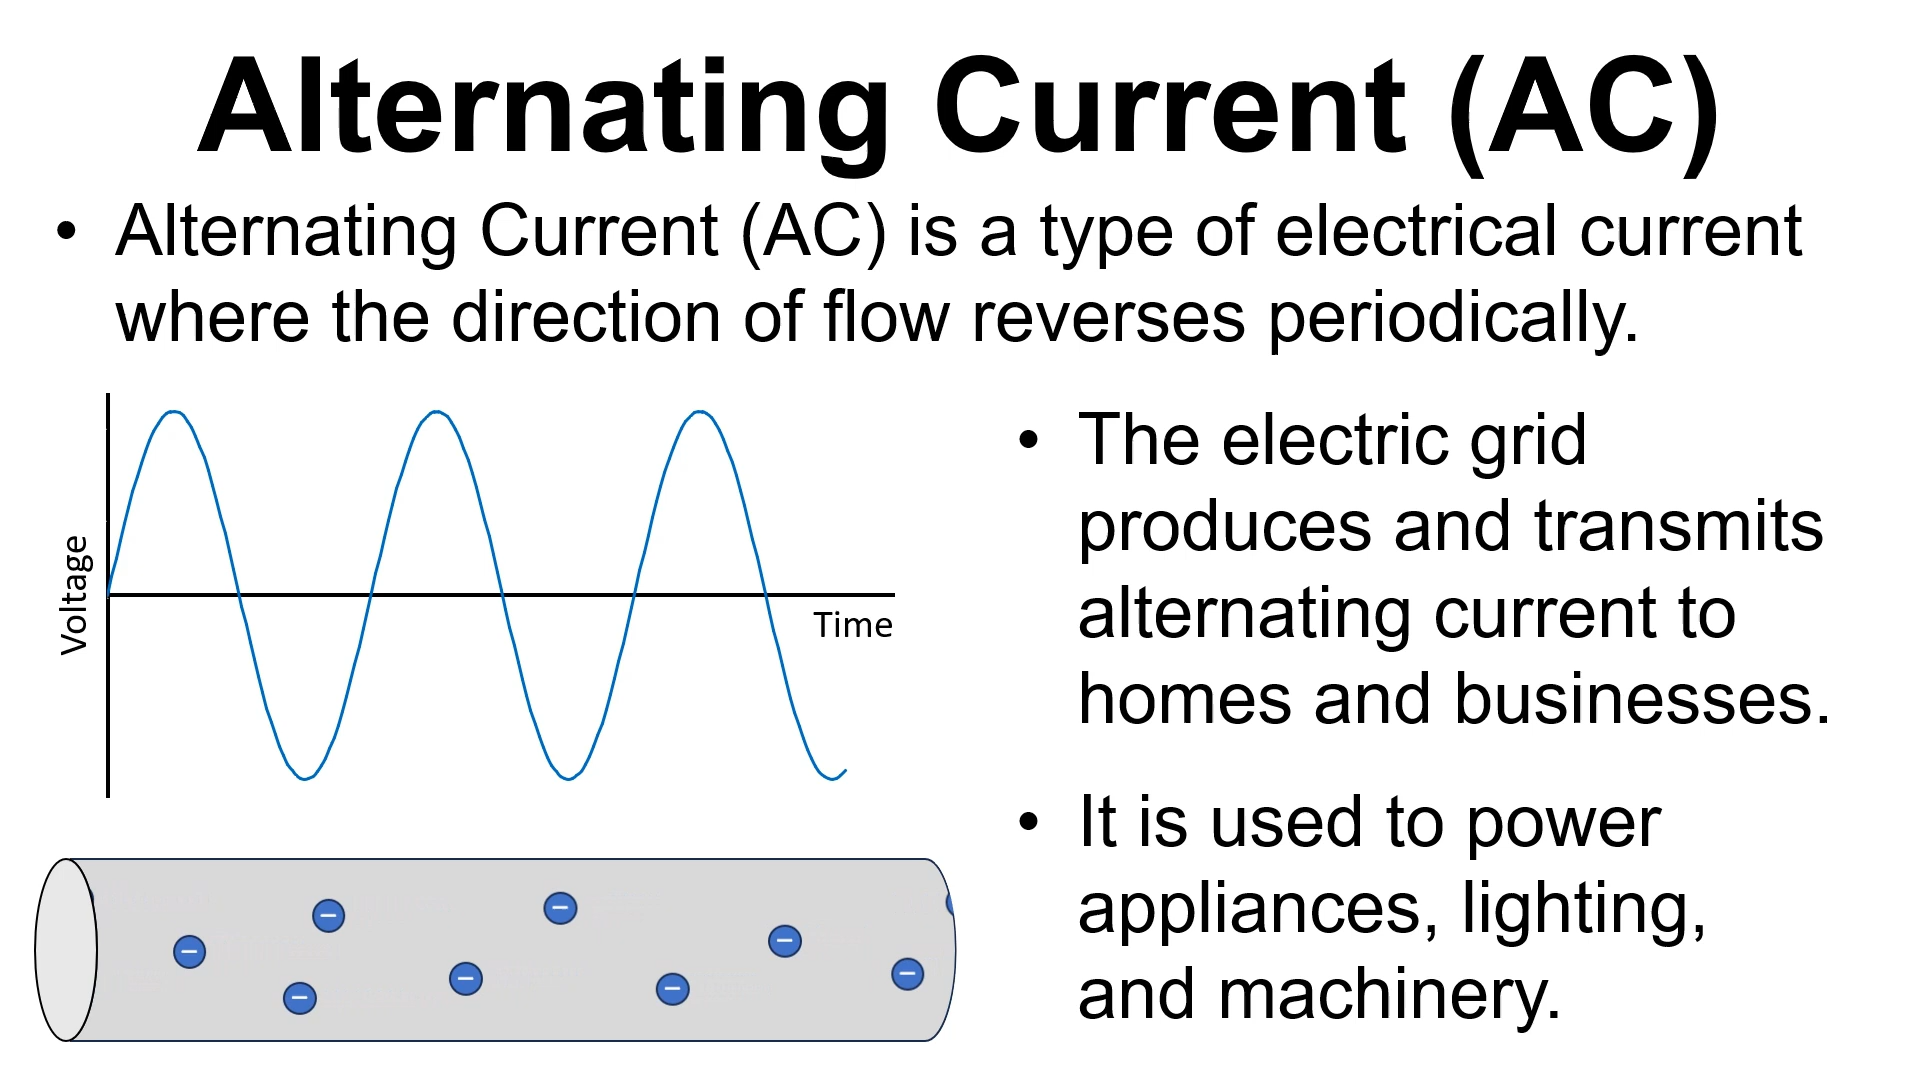 Alternating Current (AC)
• Alternating Current (AC) is a type of electrical current
where the direction of flow reverses periodically.
Voltage
Time
• The electric grid
produces and transmits
alternating current to
homes and businesses.
• It is used to power
appliances, lighting,
and machinery.